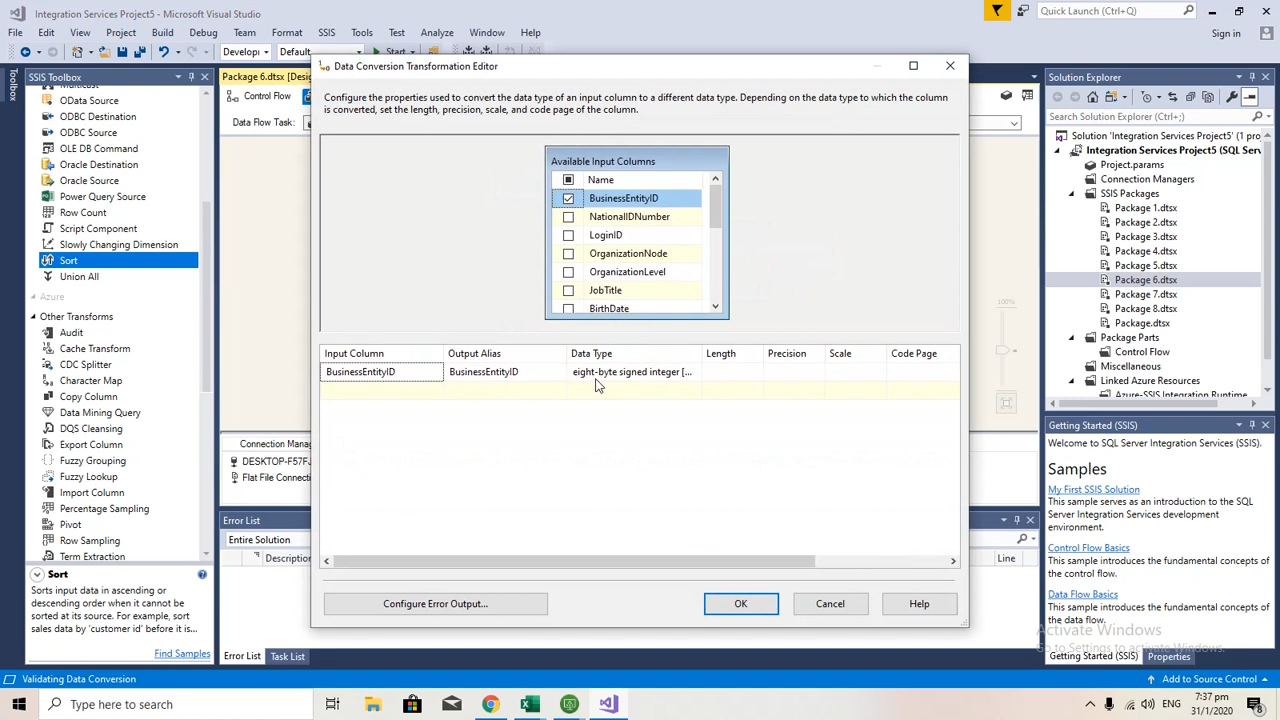 Integration Services Project5 - Microsoft Visual Studio
Quick Launch (Ctrl+Q)
File Edit View Project Build Debug Team Format SSIS Tools Test Analyze Window Help
Sign in
Develop Default Start
Toolbox
SSIS Toolbox
Multicast
OData Source
ODBC Destination
ODBC Source
OLE DB Command
Oracle Destination
Oracle Source
Power Query Source
Row Count
Script Component
Slowly Changing Dimension
Sort
Union All
Azure
Other Transforms
Audit
Cache Transform
CDC Splitter
Character Map
Copy Column
Data Mining Query
DQS Cleansing
Export Column
Fuzzy Grouping
Fuzzy Lookup
Import Column
Percentage Sampling
Pivot
Row Sampling
Term Extraction
Sort
Sorts input data in ascending or
descending order when it cannot be
sorted at its source. For example, sort
sales data by 'customer id' before it is...
Find Samples
Package 6.dtsx [Desi
Control Flow
Data Flow Task:
Connection Manag
DESKTOP-F57FJ
Flat File Connecti
Error List
Entire Solution
Description
Line
Error List Task List
100%
Data Conversion Transformation Editor
Configure the properties used to convert the data type of an input column to a different data type. Depending on the data type to which the column
is converted, set the length, precision, scale, and code page of the column.
Available Input Columns
Name
BusinessEntityID
NationalIDNumber
LoginID
OrganizationNode
OrganizationLevel
JobTitle
BirthDate
Input Column Output Alias Data Type Length Precision Scale Code Page
BusinessEntityID BusinessEntityID eight-byte signed integer [...
Configure Error Output... OK Cancel Help
Solution Explorer
Search Solution Explorer (Ctrl+;)
Solution 'Integration Services Project5' (1 pro
Integration Services Project5 (SQL Serv
Project.params
Connection Managers
SSIS Packages
Package 1.dtsx
Package 2.dtsx
Package 3.dtsx
Package 4.dtsx
Package 5.dtsx
Package 6.dtsx
Package 7.dtsx
Package 8.dtsx
Package.dtsx
Package Parts
Control Flow
Miscellaneous
Linked Azure Resources
Azure-SSIS Integration Runtime
Getting Started (SSIS)
Welcome to SQL Server Integration Services (SSIS).
Samples
My First SSIS Solution
This sample serves as an introduction to the SQL
Server Integration Services development
environment.
Control Flow Basics
This sample introduces the fundamental concepts of
the control flow.
Data Flow Basics
This sample introduces the fundamental concepts of
the data flow.
Activate Windows
Go to Settings to activate Windows.
Getting Started (SSIS) Properties
Validating Data Conversion
Add to Source Control
Type here to search
ENG
7:37 pm
31/1/2020
8